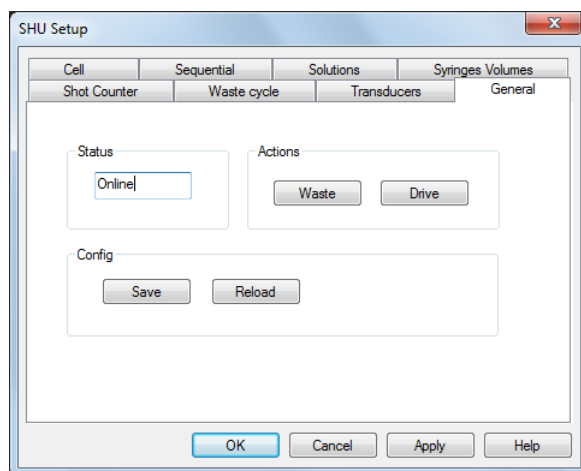 SHU Setup
Cell Sequential Solutions Syringes Volumes
Shot Counter Waste cycle Transducers General
Status Actions
Online Waste Drive
Config
Save Reload
OK Cancel Apply Help